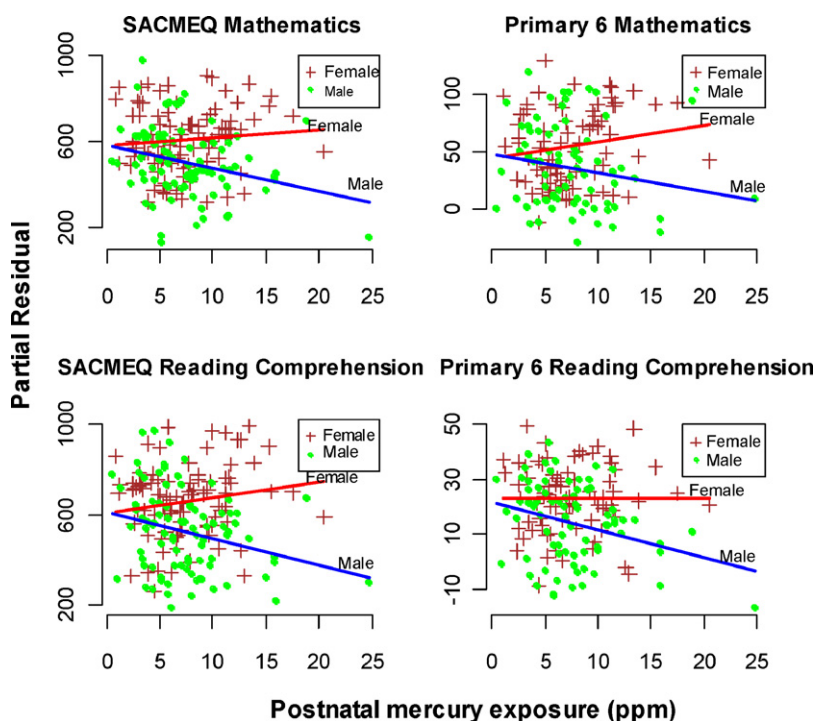 SACMEQ Mathematics
Primary 6 Mathematics
Partial Residual
1000
600
200
Female
Male
Female
Male
0 5 10 15 20 25
100
50
0
Female
Male
Female
Male
0 5 10 15 20 25
SACMEQ Reading Comprehension
Primary 6 Reading Comprehension
1000
600
200
Female
Male
Female
Male
0 5 10 15 20 25
50
30
10
-10
Female
Male
Female
Male
0 5 10 15 20 25
Postnatal mercury exposure (ppm)